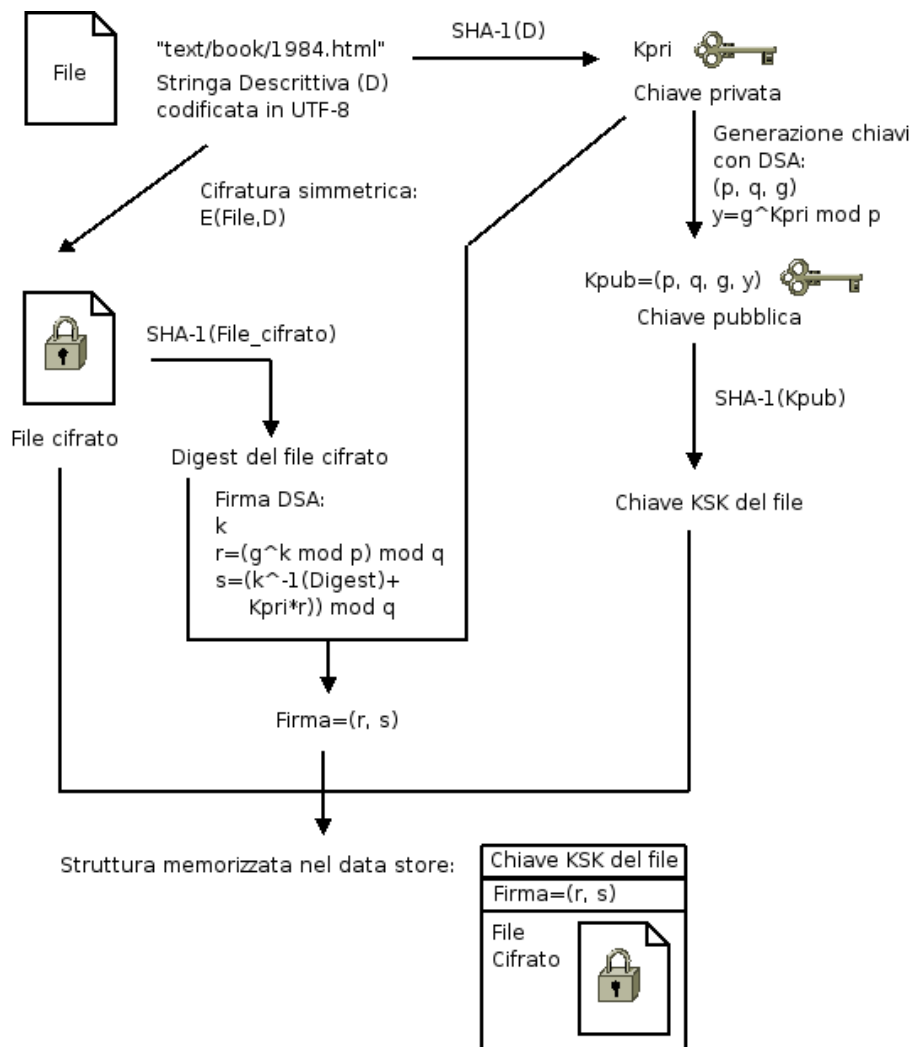 File
"text/book/1984.html"
Stringa Descrittiva (D)
codificata in UTF-8
SHA-1(D)
Kpri
Chiave privata
Generazione chiavi
con DSA:
(p, q, g)
y=g^Kpri mod p
Cifratura simmetrica:
E(File,D)
Kpub=(p, q, g, y)
Chiave pubblica
SHA-1(File_cifrato)
SHA-1(Kpub)
File cifrato
Digest del file cifrato
Firma DSA:
k
r=(g^k mod p) mod q
s=(k^-1(Digest)+
Kpri*r)) mod q
Chiave KSK del file
Firma=(r, s)
Struttura memorizzata nel data store:
Chiave KSK del file
Firma=(r, s)
File
Cifrato